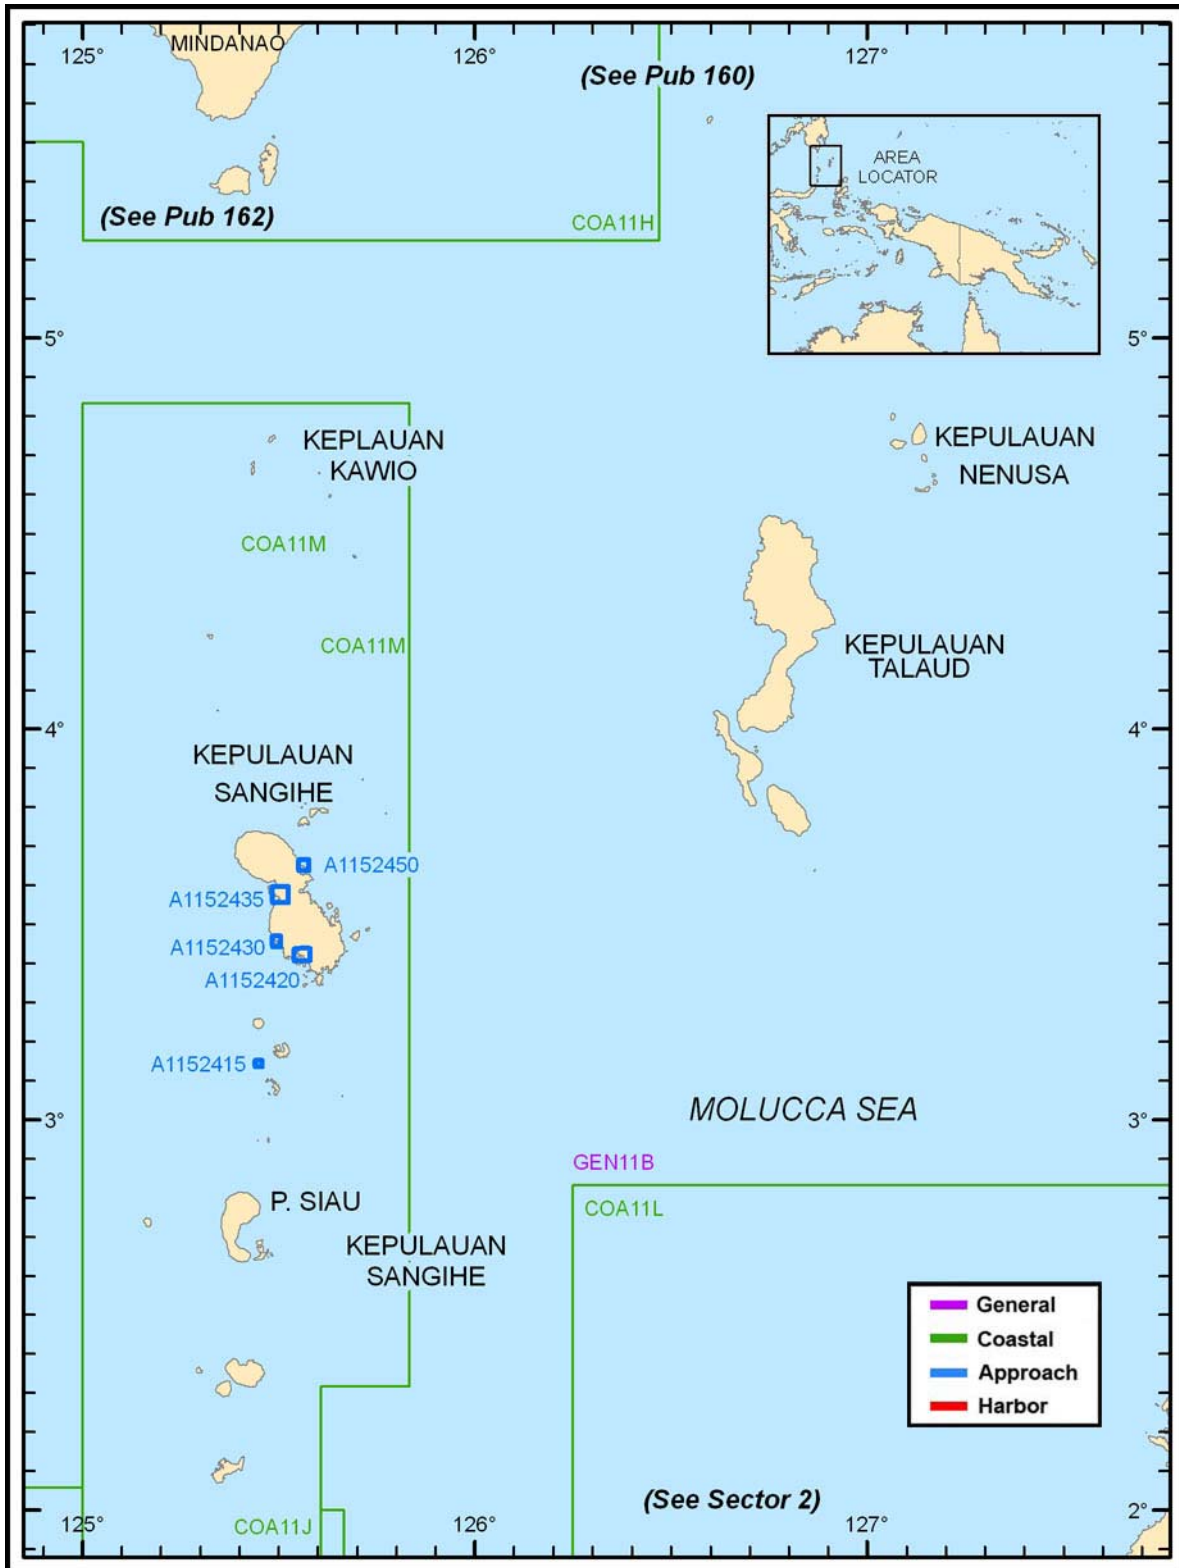 MINDANAO
125°
126°
127°
(See Pub 160)
AREA
LOCATOR
(See Pub 162)
COA11H
5°
5°
KEPLAUAN
KAWIO
KEPULAUAN
NENUSA
COA11M
COA11M
KEPULAUAN
TALAUD
4°
4°
KEPULAUAN
SANGIHE
A1152450
A1152435
A1152430
A1152420
A1152415
3°
3°
MOLUCCA SEA
GEN11B
COA11L
P. SIAU
KEPULAUAN
SANGIHE
General
Coastal
Approach
Harbor
(See Sector 2)
2°
125°
COA11J
126°
127°